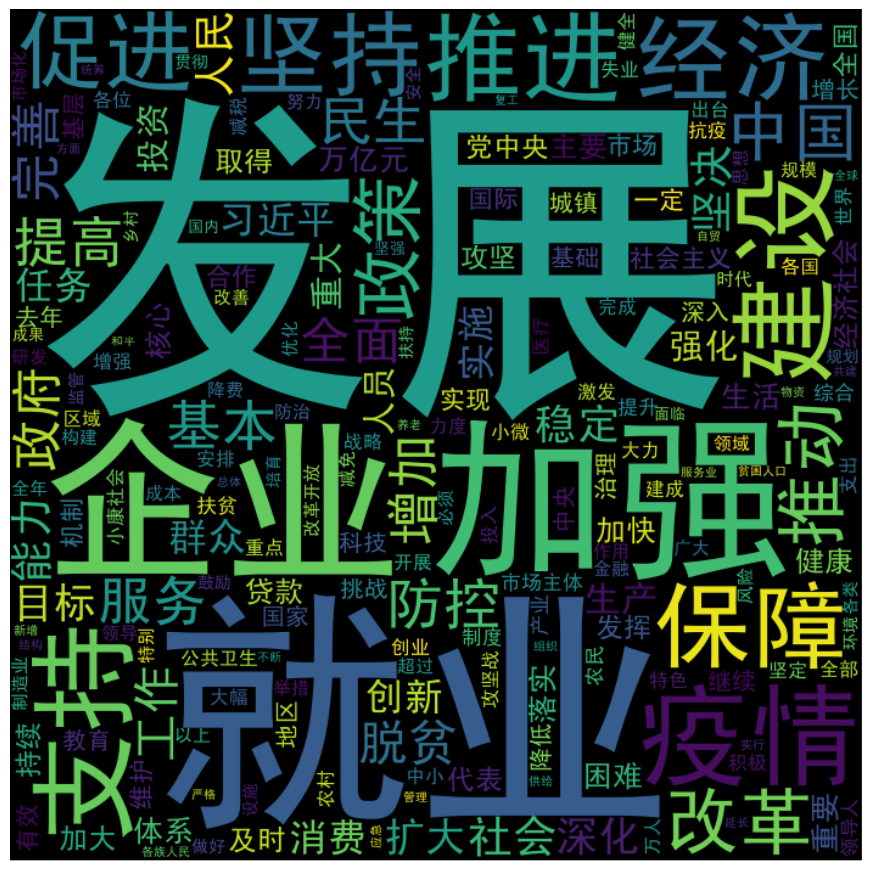 促进
坚持
推进
经济
人民
贯彻
统筹
市场化
安全
失业
健全
全国
增长
完善
基层
各位
投资
减税
努力
民生
复工
出台
抗疫
中国
方面
取得
万亿元
党中央
主要
市场
坚决
思想
规模
全球
世界
发展
乡村
国内
习近平
坚强
政策
国际
城镇
一定
建设
自贸
各国
提高
任务
合作
改善
重大
攻坚
基础
社会主义
时代
经济社会
去年
成果
核心
全面
优化
扶持
实施
完成
医疗
深入
强化
规划
共瞻
研发
监管
增强
降费
人员
实现
激发
提升
面临
生活
综合
政府
区域
构建
基本
防治
养老
力度
小微
稳定
大力
领域
推动
支出
企业
加强
安排
战略
减免
增加
治理
建成
服务业
贫困人口
全年
能力
机制
小康社会
成本
扶贫
总体
培育
改革开放
必须
投入
中央
加快
广大
健康
群众
重点
科技
开展
作用
金融
目标
服务
鼓励
贷款
挑战
防控
市场主体
生产
风险
环境
各类
保障
国家
制度
产业
发挥
新增
结构
领导
特别
公共卫生
不断
就业
创业
超过
攻坚战
组织
农民
特色
继续
坚定
全部
制造业
支持
工作
大幅
举措
地区
创新
落实
降低
疫情
实行
积极
持续
教育
以上
维护
脱贫
中小
代表
供给
困难
有效
严格
设施
农村
管理
改革
重要
领导人
加大
体系
各族人民
做好
及时
消费
应急
扩大
社会
深化
万人
物资